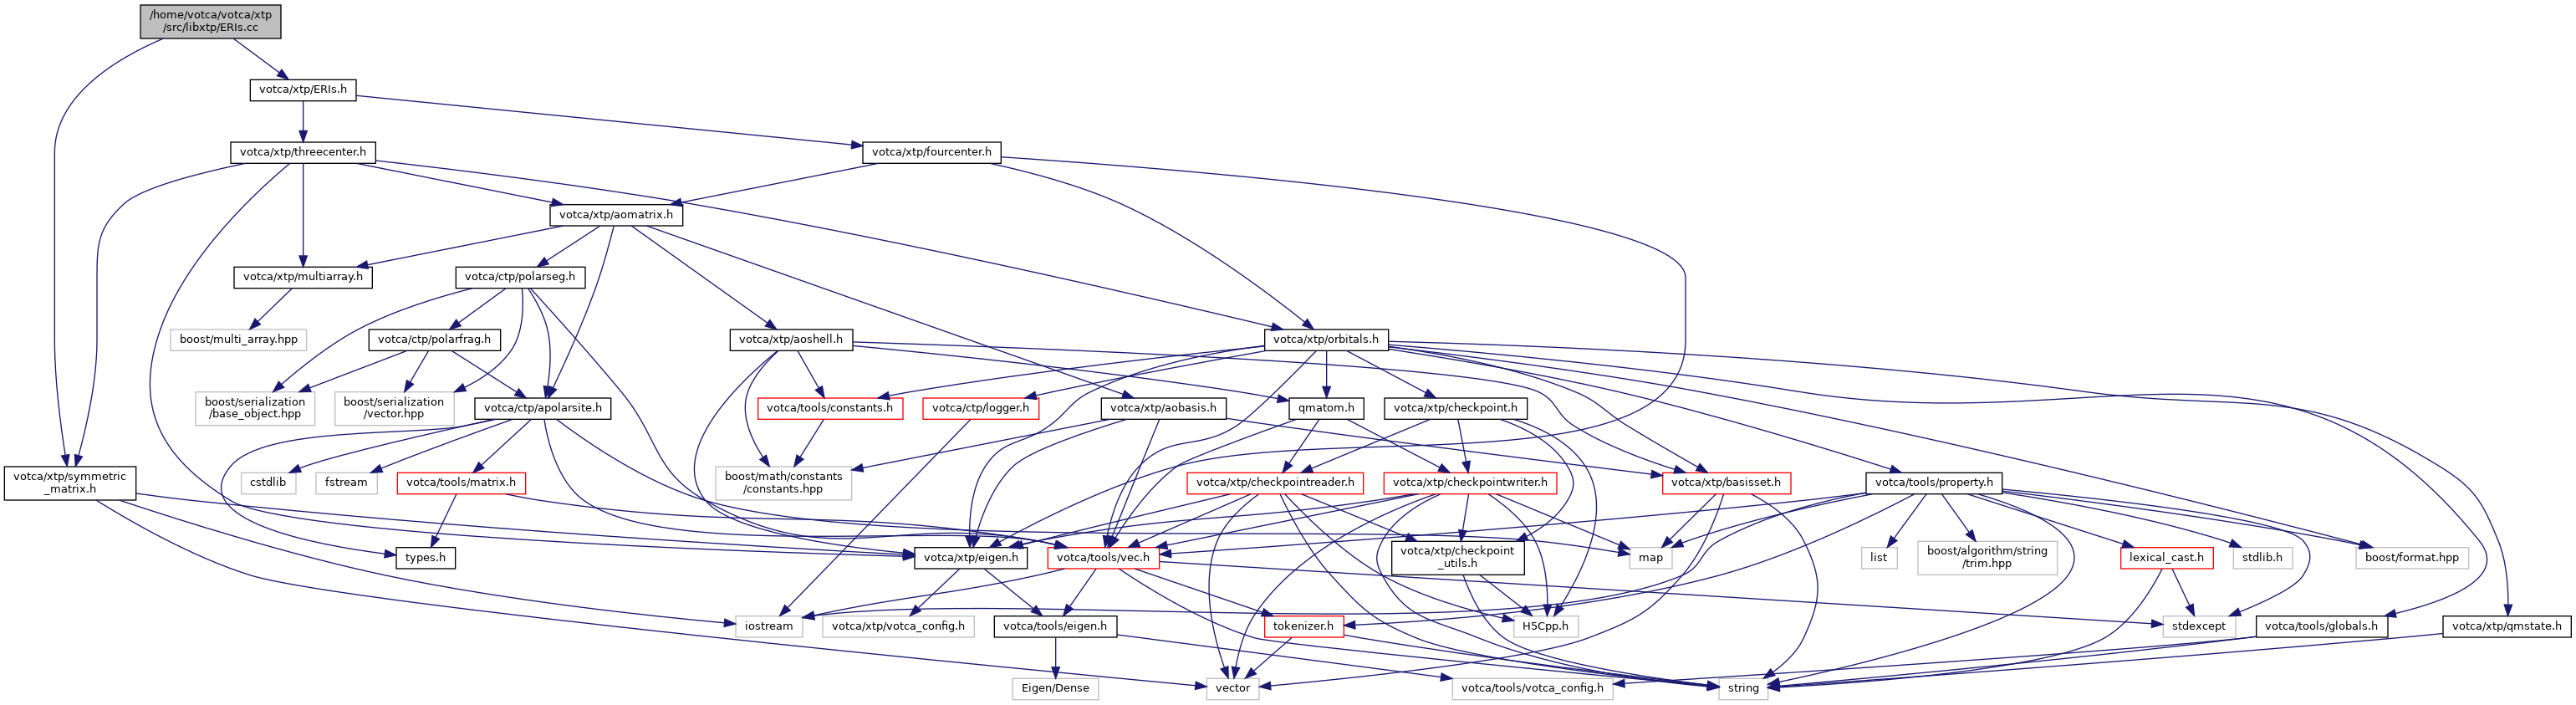 /home/votca/votca/xtp
/src/libxtp/ERIs.cc
votca/xtp/ERIs.h
votca/xtp/threecenter.h
votca/xtp/fourcenter.h
votca/xtp/aomatrix.h
votca/xtp/multiarray.h
votca/ctp/polarseg.h
boost/multi_array.hpp
votca/ctp/polarfrag.h
votca/xtp/aoshell.h
votca/xtp/orbitals.h
boost/serialization
/base_object.hpp
boost/serialization
/vector.hpp
votca/ctp/apolarsite.h
votca/tools/constants.h
votca/ctp/logger.h
votca/xtp/aobasis.h
qmatom.h
votca/xtp/checkpoint.h
votca/xtp/symmetric
_matrix.h
cstdlib
fstream
votca/tools/matrix.h
boost/math/constants
/constants.hpp
votca/xtp/checkpointreader.h
votca/xtp/checkpointwriter.h
votca/xtp/basisset.h
votca/tools/property.h
types.h
votca/xtp/eigen.h
votca/tools/vec.h
votca/xtp/checkpoint
_utils.h
map
list
boost/algorithm/string
/trim.hpp
lexical_cast.h
stdlib.h
boost/format.hpp
iostream
votca/xtp/votca_config.h
votca/tools/eigen.h
tokenizer.h
H5Cpp.h
stdexcept
votca/tools/globals.h
votca/xtp/qmstate.h
Eigen/Dense
vector
votca/tools/votca_config.h
string